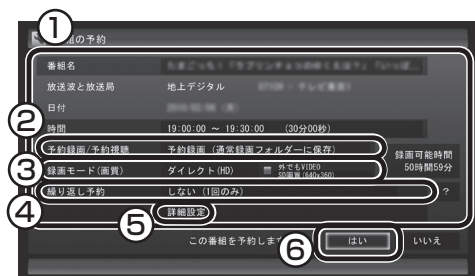 ①
組の予約
番組名
放送波と放送局 地上デジタル
日付
② 時間 19:00:00 ~ 19:30:00 (30分00秒)
予約録画/予約視聴 予約録画 (通常録画フォルダーに保存)
録画可能時間
50時間59分
③ 録画モード(画質) ダイレクト(HD) 外でもVIDEO
SD画質(640x360)
④ 繰り返し予約 しない (1回のみ) ?
⑤ 詳細設定
⑥
この番組を予約しま はい いいえ